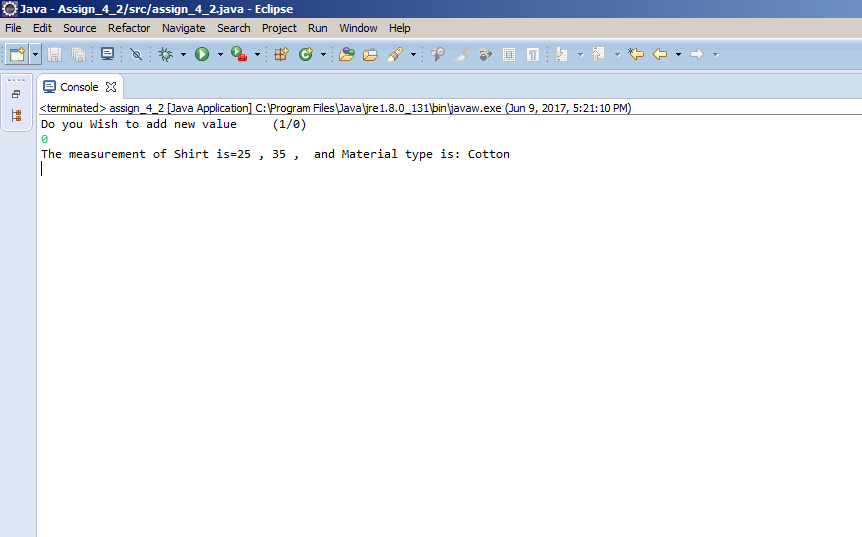 Java - Assign_4_2/src/assign_4_2.java - Eclipse
File Edit Source Refactor Navigate Search Project Run Window Help
Console
<terminated> assign_4_2 [Java Application] C:\Program Files\Java\jre1.8.0_131\bin\javaw.exe (Jun 9, 2017, 5:21:10 PM)
Do you Wish to add new value     (1/0)
0
The measurement of Shirt is=25 , 35 ,  and Material type is: Cotton